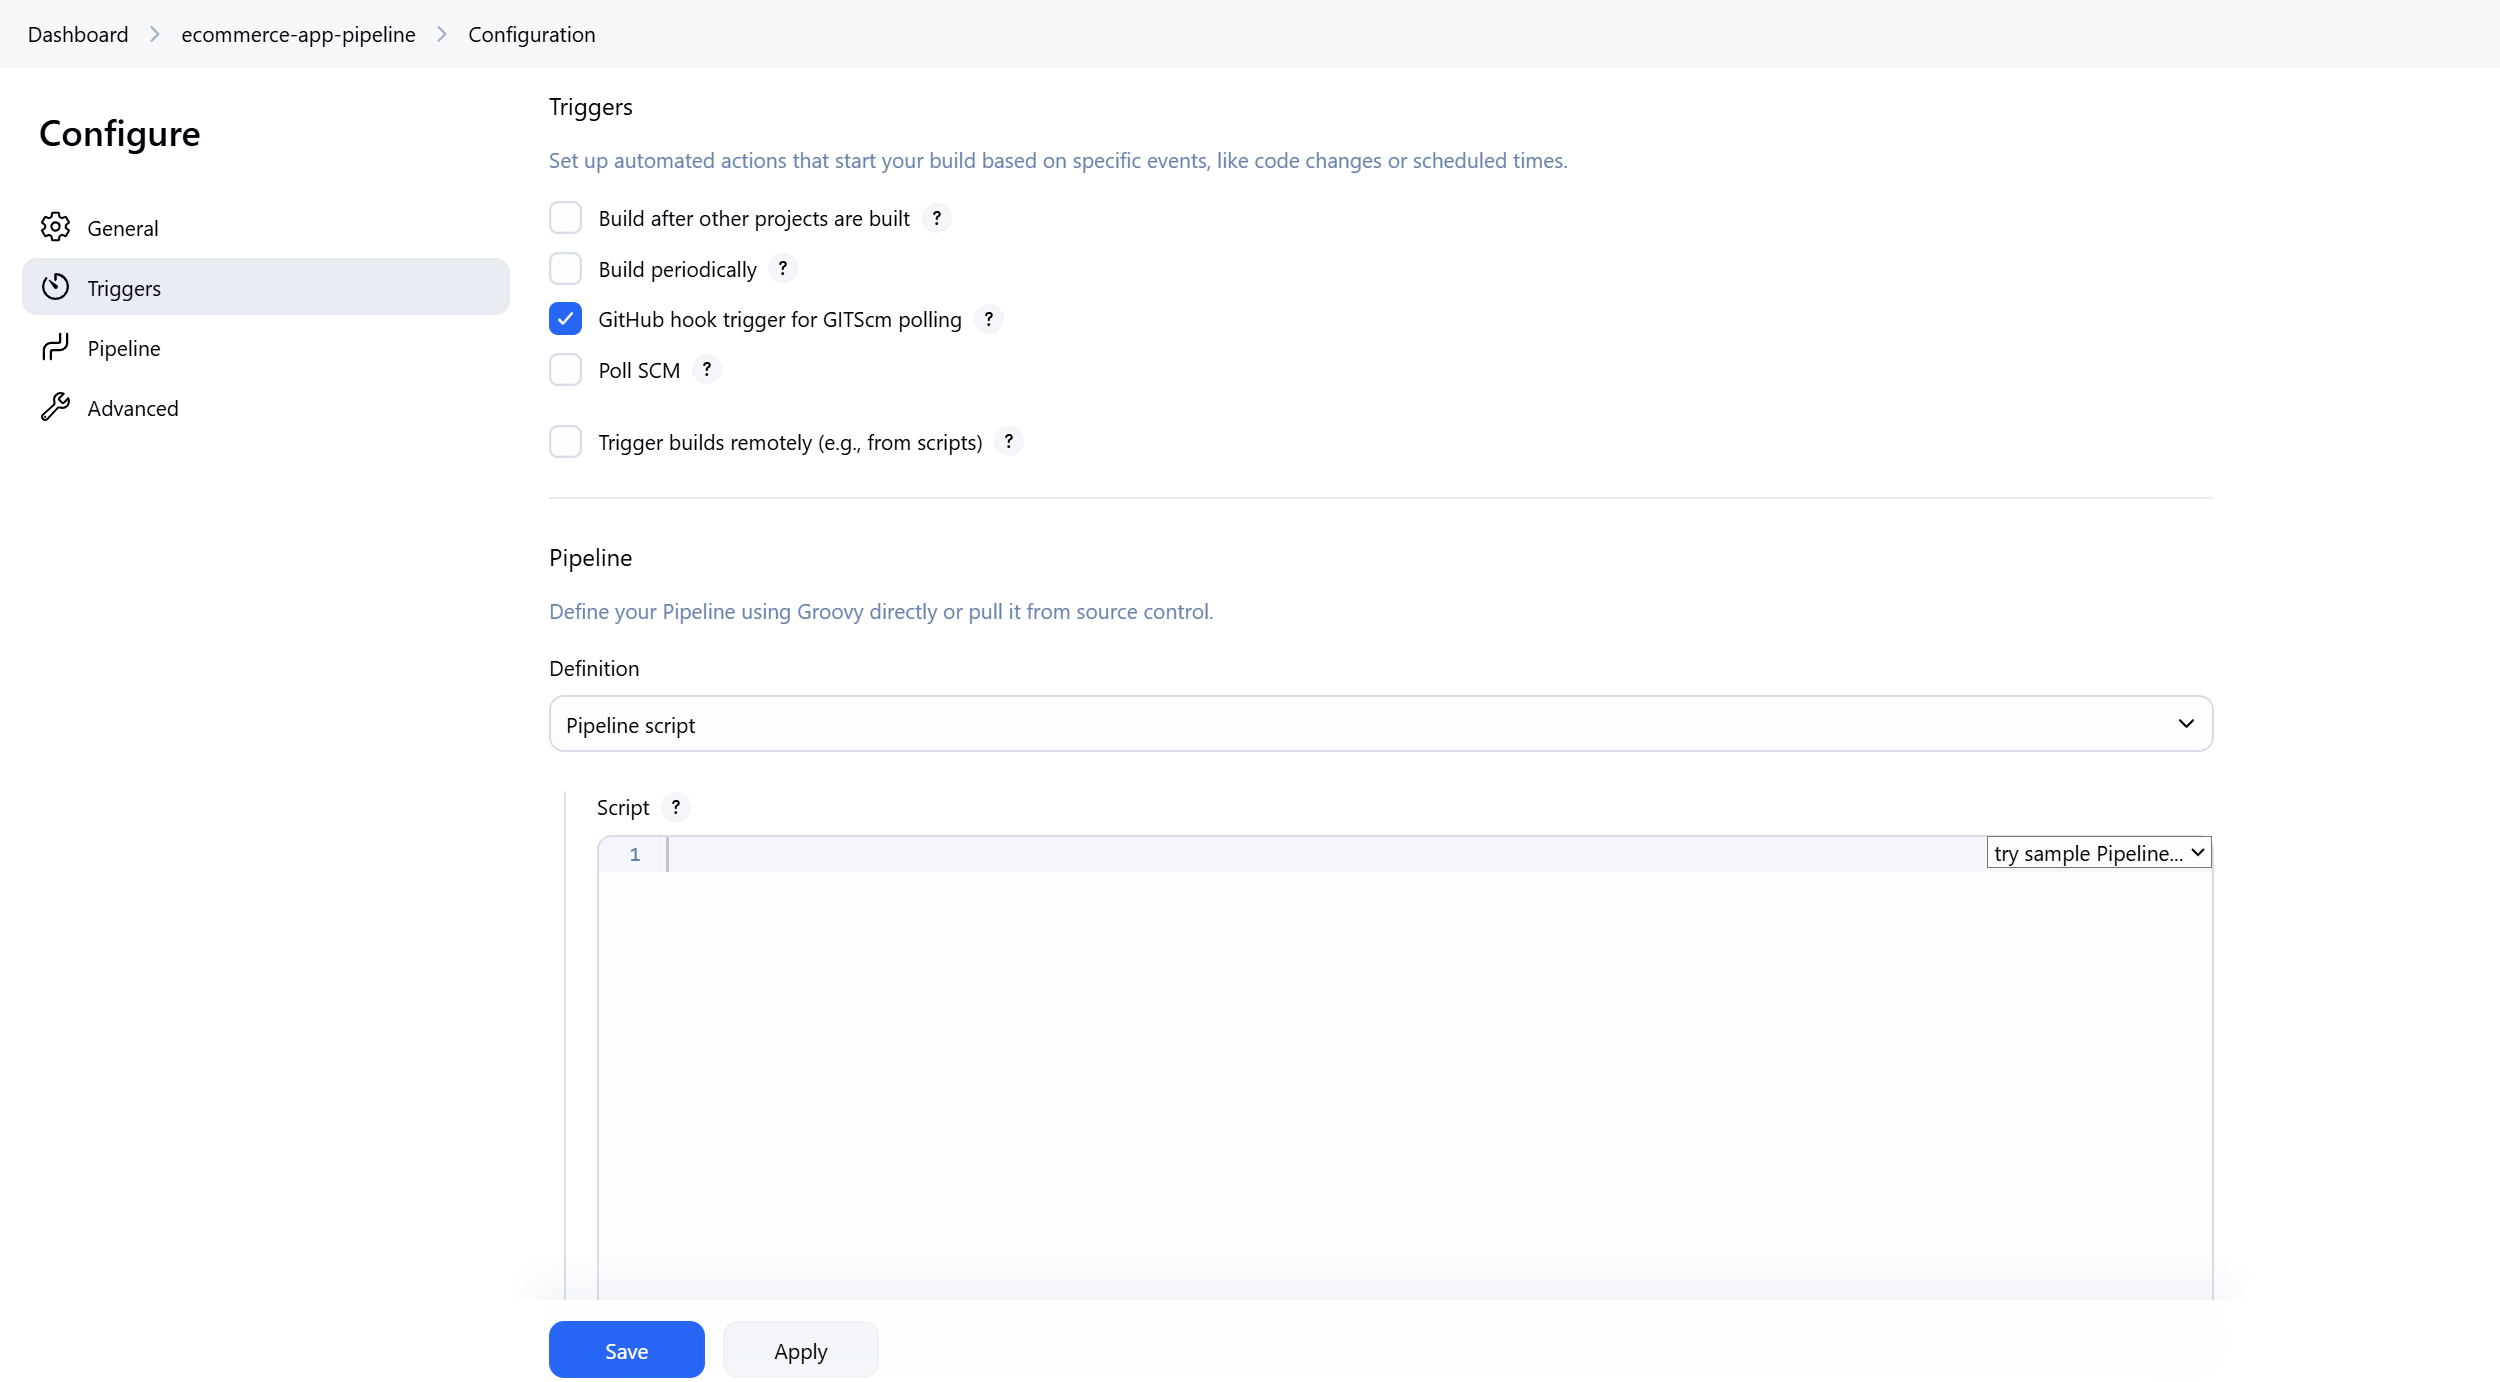 Dashboard > ecommerce-app-pipeline > Configuration
Configure
General
Triggers
Pipeline
Advanced
Triggers
Set up automated actions that start your build based on specific events, like code changes or scheduled times.
Build after other projects are built ?
Build periodically ?
GitHub hook trigger for GITScm polling ?
Poll SCM ?
Trigger builds remotely (e.g., from scripts) ?
Pipeline
Define your Pipeline using Groovy directly or pull it from source control.
Definition
Pipeline script
Script ?
1
try sample Pipeline...
Save
Apply